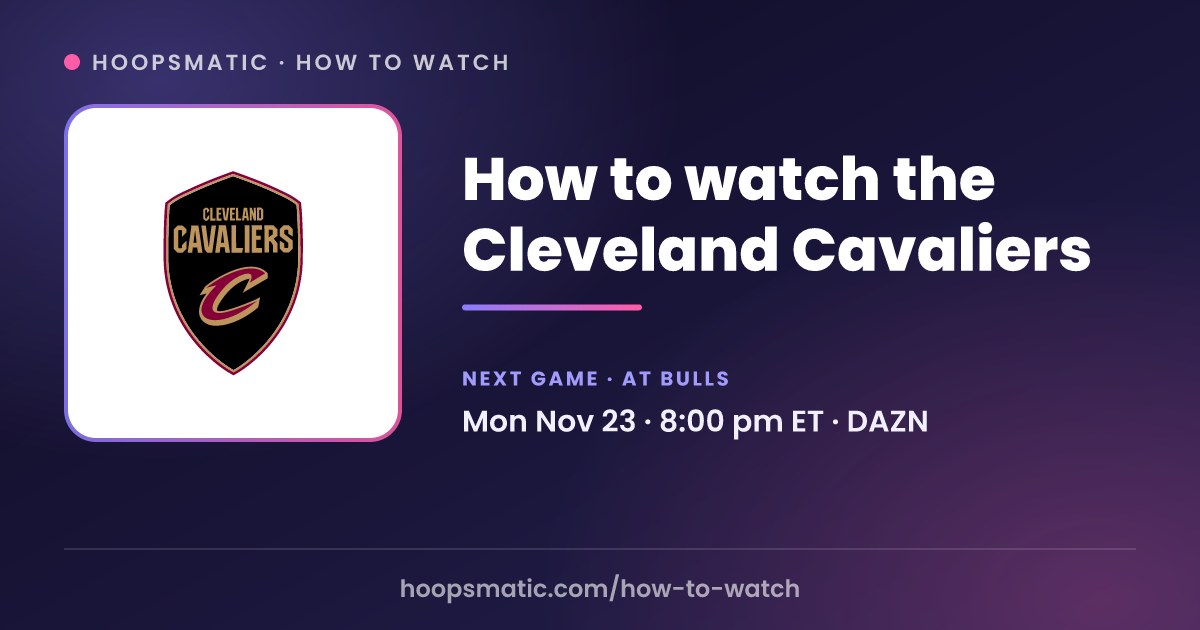 HOOPSMATIC · HOW TO WATCH
CLEVELAND
CAVALIERS
C
How to watch the
Cleveland Cavaliers
NEXT GAME · AT BULLS
Mon Nov 23 · 8:00 pm ET · DAZN
hoopsmatic.com/how-to-watch